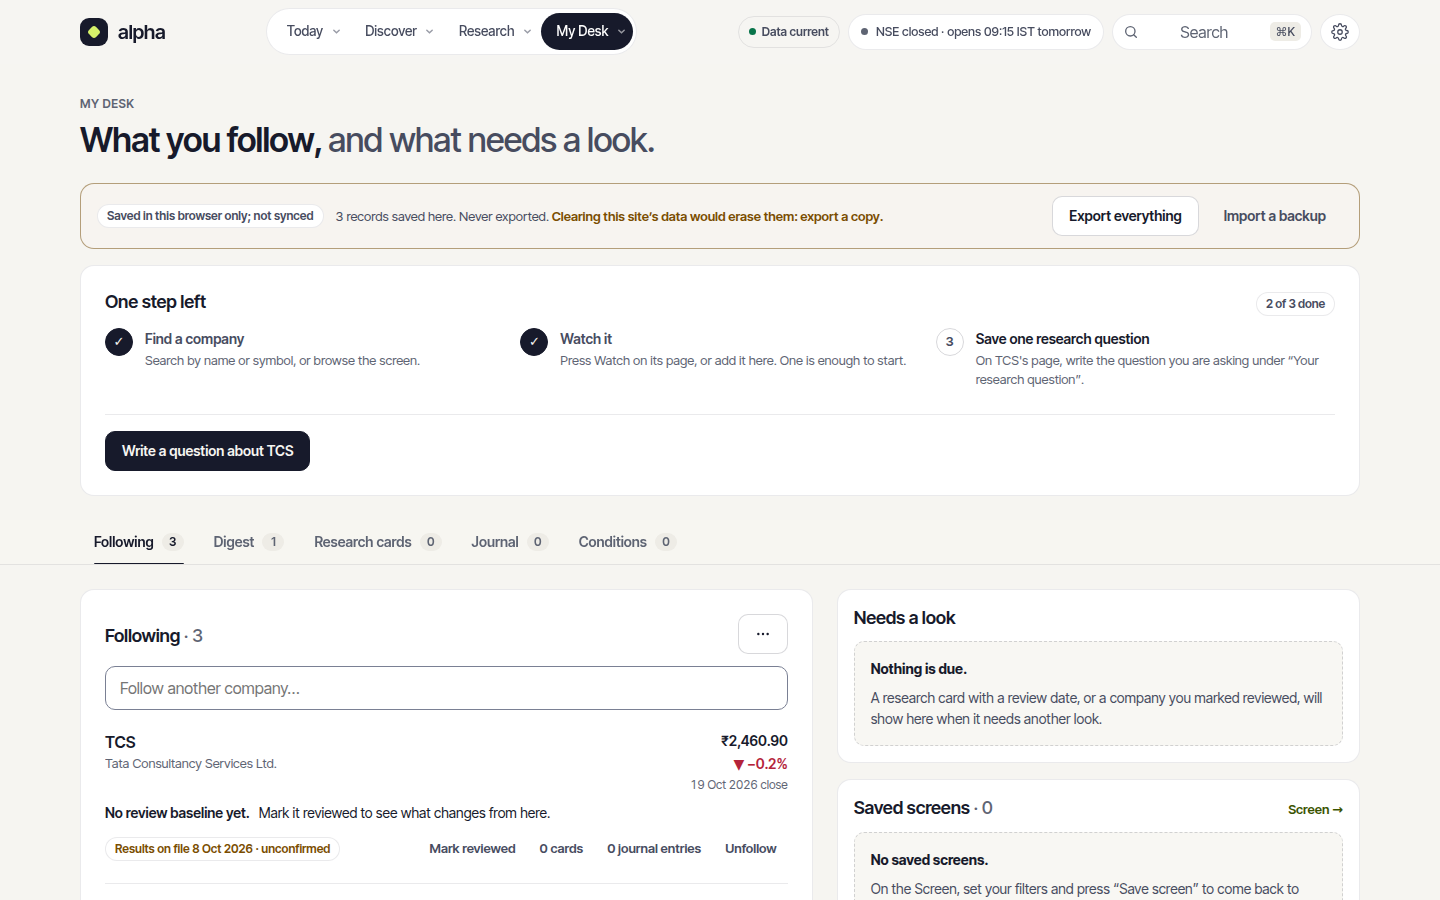 alpha
Today
Discover
Research
My Desk
Data current
NSE closed · opens 09:15 IST tomorrow
Search
⌘K
MY DESK
What you follow, and what needs a look.
Saved in this browser only; not synced
3 records saved here. Never exported. Clearing this site's data would erase them: export a copy.
Export everything
Import a backup
One step left
2 of 3 done
✓
Find a company
Search by name or symbol, or browse the screen.
✓
Watch it
Press Watch on its page, or add it here. One is enough to start.
3
Save one research question
On TCS's page, write the question you are asking under “Your
research question”.
Write a question about TCS
Following 3
Digest 1
Research cards 0
Journal 0
Conditions 0
Following · 3
...
Follow another company...
TCS
Tata Consultancy Services Ltd.
₹2,460.90
▼ −0.2%
19 Oct 2026 close
No review baseline yet. Mark it reviewed to see what changes from here.
Results on file 8 Oct 2026 · unconfirmed
Mark reviewed
0 cards
0 journal entries
Unfollow
Needs a look
Nothing is due.
A research card with a review date, or a company you marked reviewed, will
show here when it needs another look.
Saved screens · 0
Screen →
No saved screens.
On the Screen, set your filters and press “Save screen” to come back to